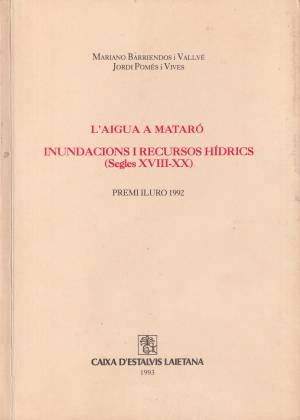 MARIANO BARRIENDOS i VALLVÉ
JORDI POMÉS i VIVES
L'AIGUA A MATARÓ
INUNDACIONS I RECURSOS HÍDRICS
(Segles XVIII-XX)
PREMI ILURO 1992
CAIXA D'ESTALVIS LAIETANA
1993